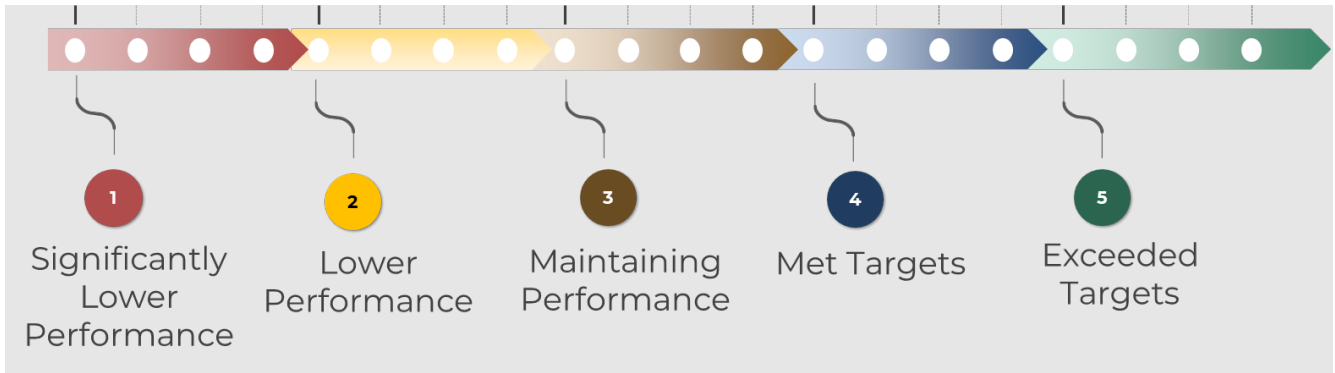 1
Significantly
Lower
Performance
2
Lower
Performance
3
Maintaining
Performance
4
Met Targets
5
Exceeded
Targets